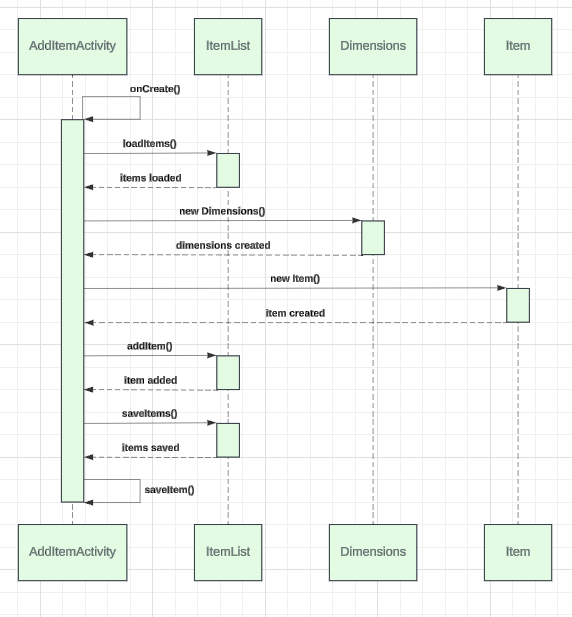 AddItemActivity
ItemList
Dimensions
Item
onCreate()
loadItems()
items loaded
new Dimensions()
dimensions created
new Item()
item created
addItem()
item added
saveItems()
items saved
saveItem()
AddItemActivity
ItemList
Dimensions
Item